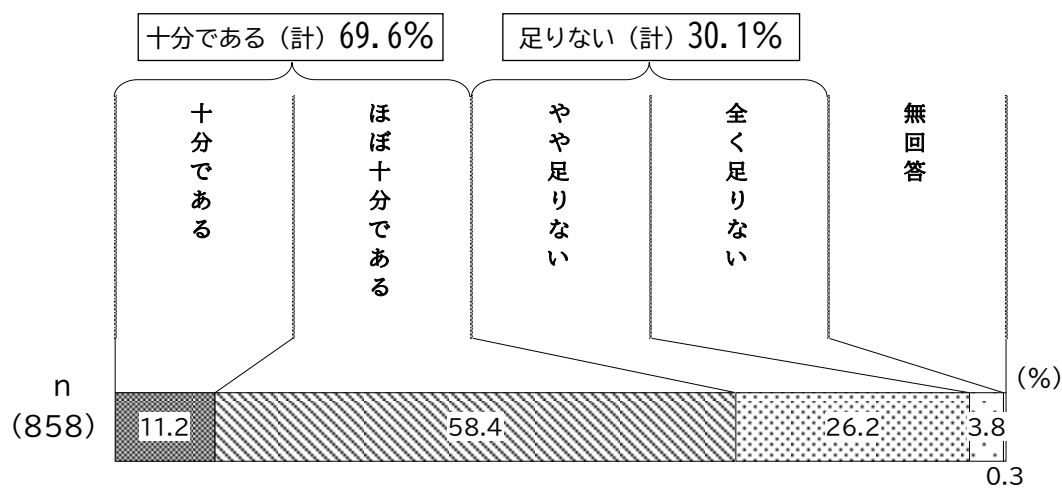 十分である（計）69.6%
足りない（計）30.1%
十分である
ほぼ十分である
やや足りない
全く足りない
無回答
(%)
n
(858)
11.2
58.4
26.2
3.8
0.3